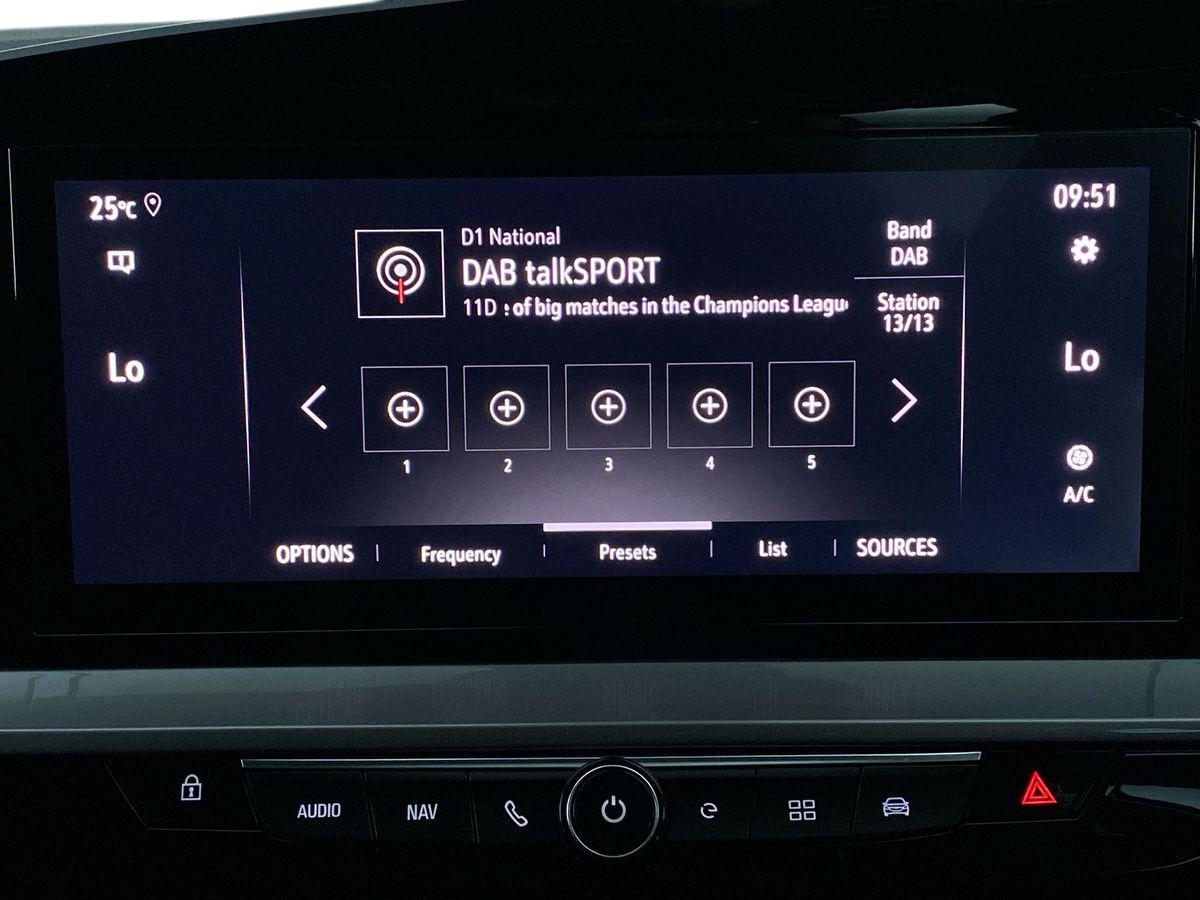 25°C
09:51
D1 National
DAB talkSPORT
11D : of big matches in the Champions Leagu
Band
DAB
Station
13/13
Lo
Lo
1 2 3 4 5
A/C
OPTIONS | Frequency | Presets | List | SOURCES
AUDIO NAV